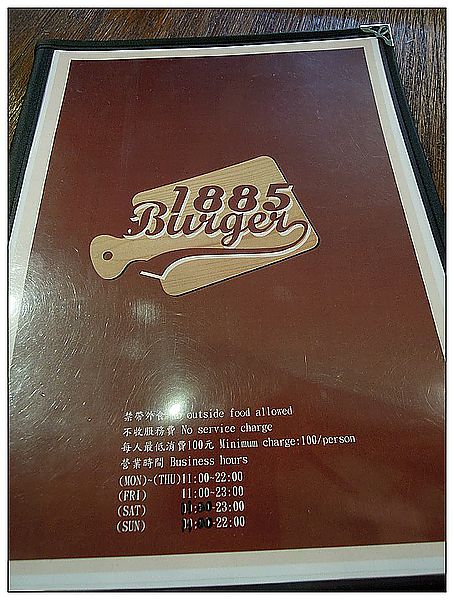 1885
Burger
禁帶外食 No outside food allowed
不收服務費 No service charge
每人最低消費100元 Minimum charge:100/person
營業時間 Business hours
(MON)~(THU)11:00~22:00
(FRI) 11:00~23:00
(SAT) -23:00
(SUN) -22:00